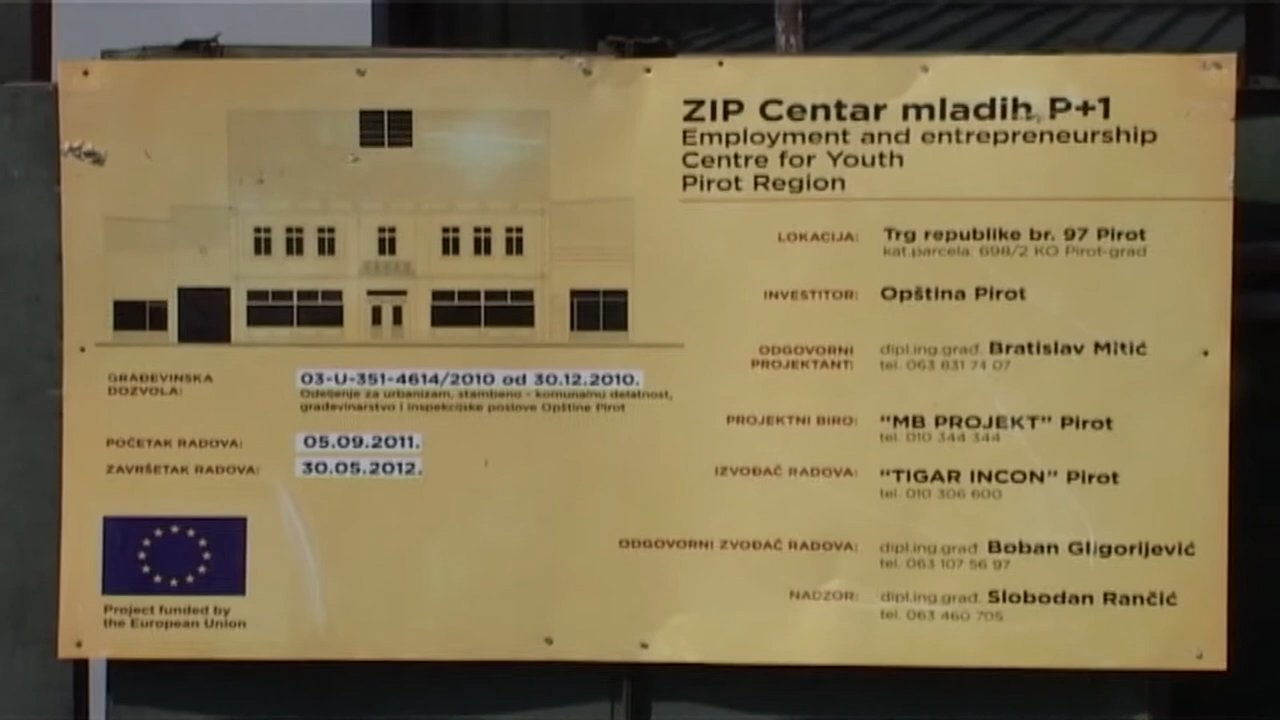 ZIP Centar mladih P+1
Employment and entrepreneurship
Centre for Youth
Pirot Region
LOKACIJA: Trg republike br. 97 Pirot
kat.parcela. 698/2 KO Pirot-grad
INVESTITOR: Opština Pirot
ODGOVORNI PROJEKTANT: dipl.ing.grad. Bratislav Mitić
tel. 063 631 74 07
PROJEKTNI BIRO: "MB PROJEKT" Pirot
tel. 010 344 344
IZVOĐAČ RADOVA: "TIGAR INCON" Pirot
tel. 010 306 600
ODGOVORNI ZVOĐAČ RADOVA: dipl.ing.grad. Boban Gligorijević
tel. 063 107 56 97
NADZOR: dipl.ing.grad. Slobodan Rančić
tel. 063 460 705
GRAĐEVINSKA DOZVOLA: 03-U-351-4614/2010 od 30.12.2010.
Odeljenje za urbanizam, stambeno - komunalnu delatnost,
građevinarstvo i inspekcijske poslove Opštine Pirot
POČETAK RADOVA: 05.09.2011.
ZAVRŠETAK RADOVA: 30.05.2012.
Project funded by
the European Union